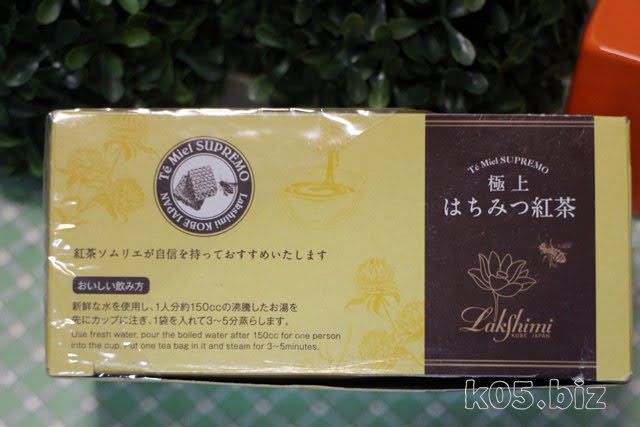 Té Miel SUPREMO
Lakshimi KOBE JAPAN
紅茶ソムリエが自信を持っておすすめいたします
おいしい飲み方
新鮮な水を使用し、1人分約150ccの沸騰したお湯を
先にカップに注ぎ、1袋を入れて3~5分蒸らします。
Use fresh water, pour the boiled water after 150cc for one person
into the cup. Put one tea bag in it and steam for 3~5minutes.
Té Miel SUPREMO
極上
はちみつ紅茶
Lakshimi
KOBE JAPAN
k05.biz